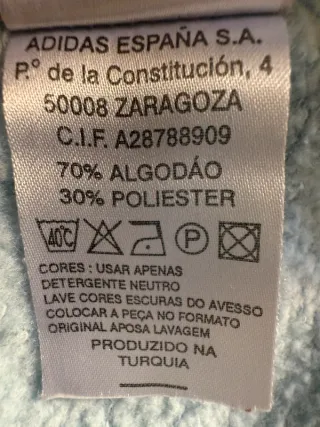 ADIDAS ESPAÑA S.A.
P.º de la Constitución, 4
50008 ZARAGOZA
C.I.F. A28788909
70% ALGODÁO
30% POLIESTER
40°C P
CORES : USAR APENAS
DETERGENTE NEUTRO
LAVE CORES ESCURAS DO AVESSO
COLOCAR A PEÇA NO FORMATO
ORIGINAL APOSA LAVAGEM
PRODUZIDO NA
TURQUIA